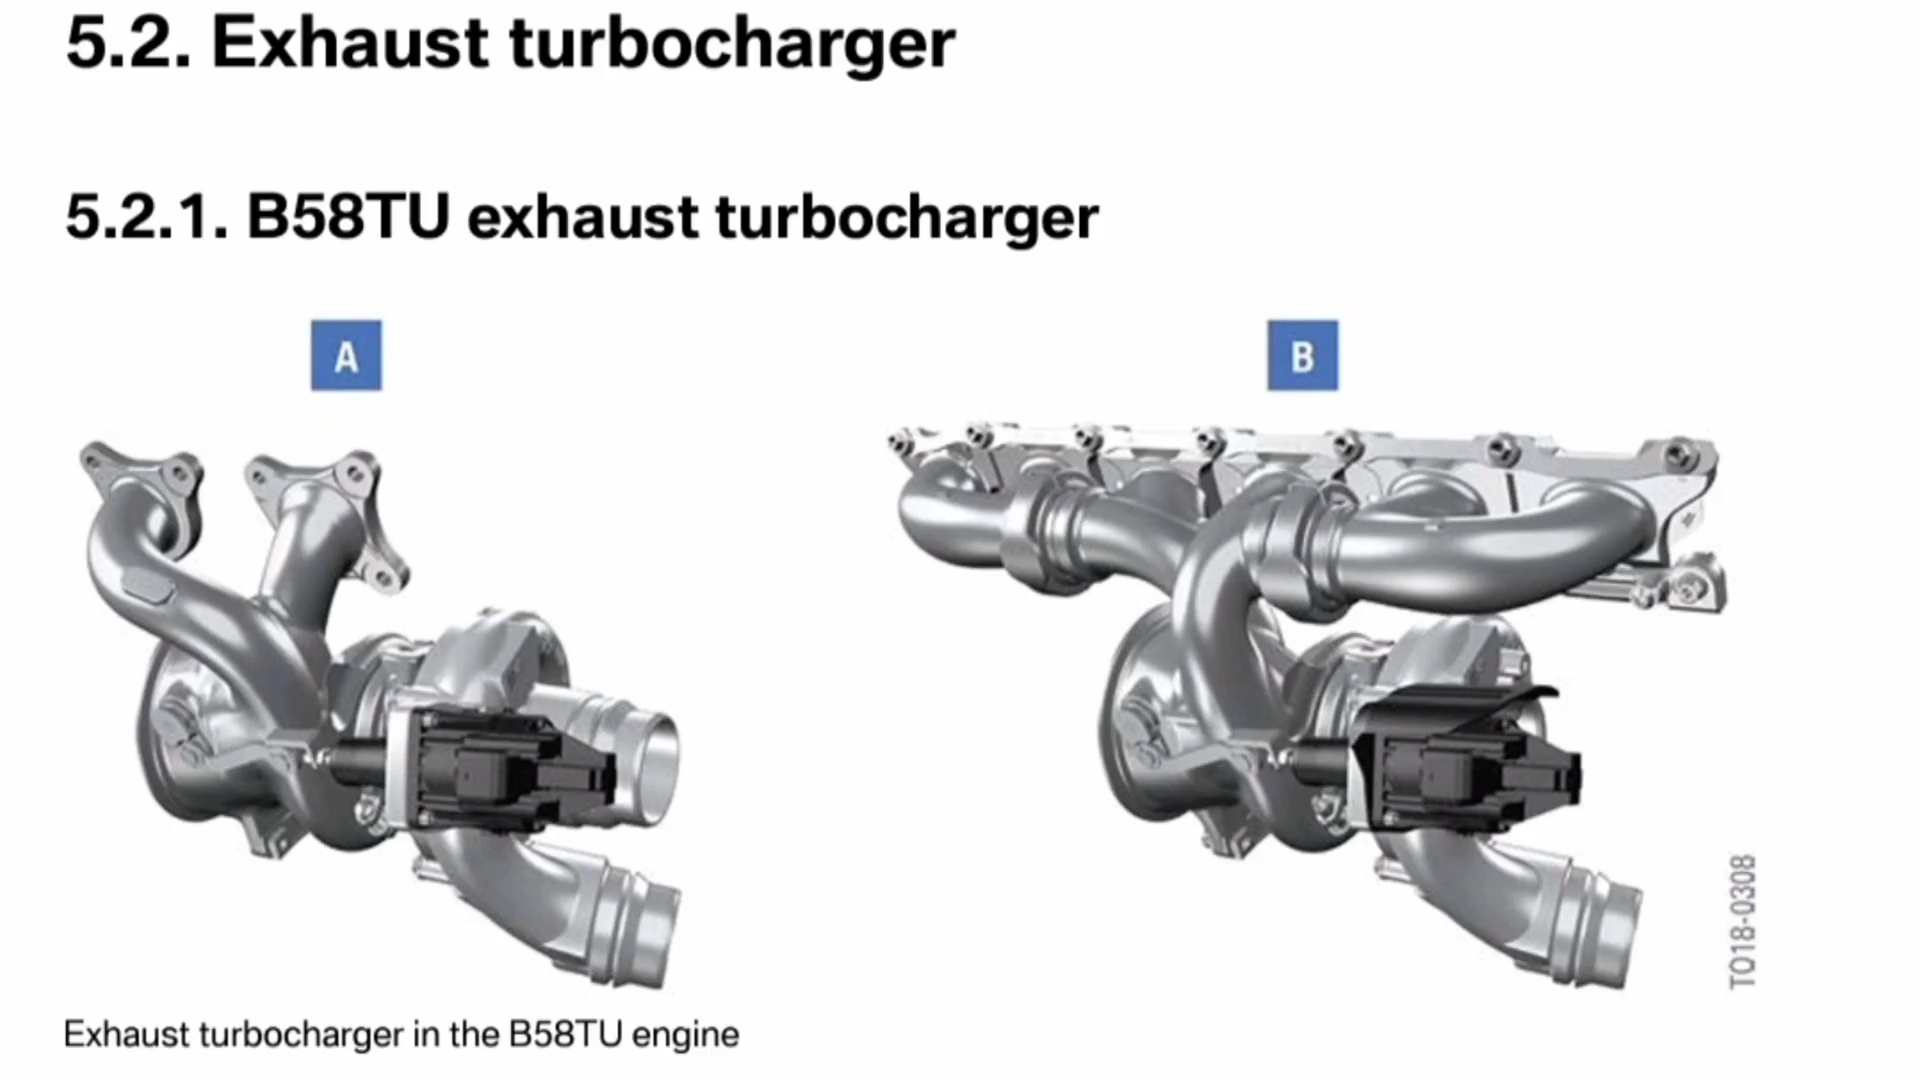 5.2. Exhaust turbocharger
5.2.1. B58TU exhaust turbocharger
A
B
TO18-0308
Exhaust turbocharger in the B58TU engine